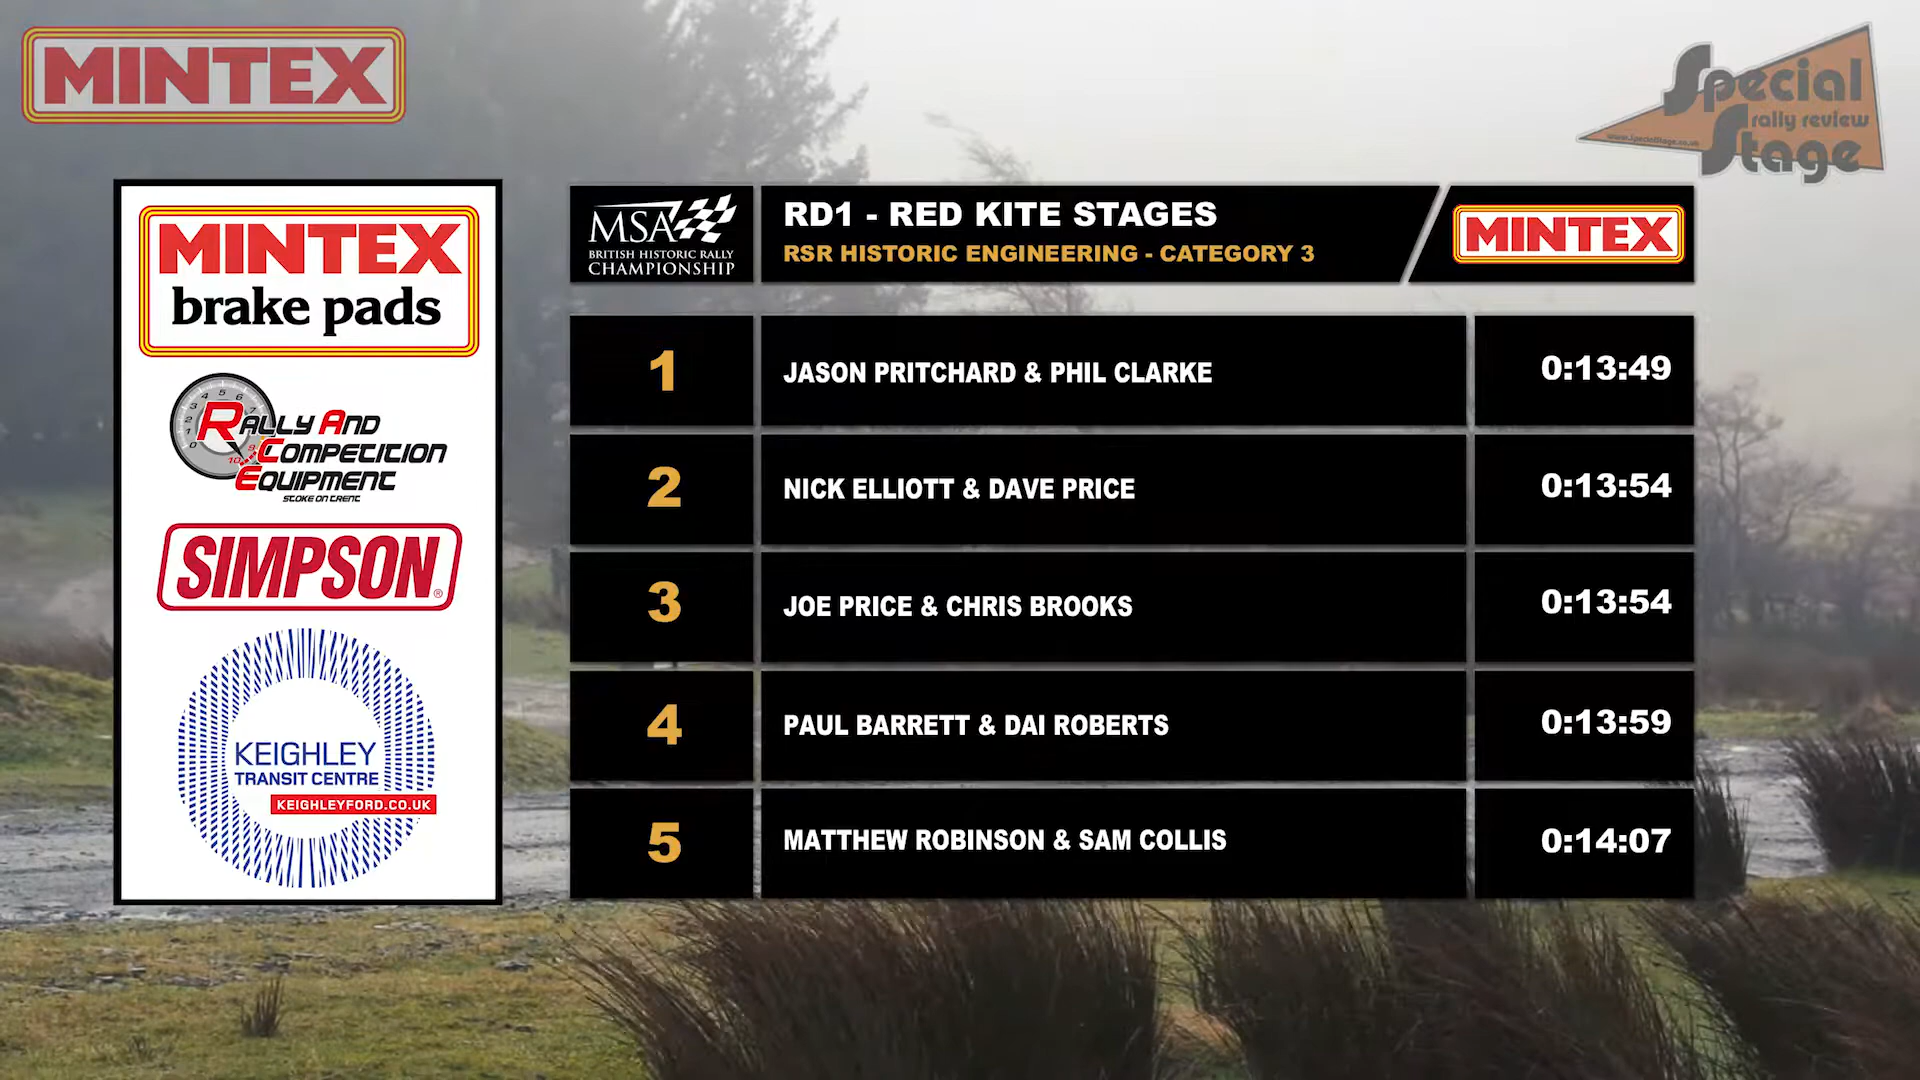 MINTEX
Special
rally review
www.SpecialStage.co.uk
Stage
MINTEX
brake pads
RALLY AND
COMPETITION
EQUIPMENT
STOKE ON TRENT
SIMPSON®
KEIGHLEY
TRANSIT CENTRE
KEIGHLEYFORD.CO.UK
MSA
BRITISH HISTORIC RALLY
CHAMPIONSHIP
RD1 - RED KITE STAGES
RSR HISTORIC ENGINEERING - CATEGORY 3
MINTEX
1 JASON PRITCHARD & PHIL CLARKE 0:13:49
2 NICK ELLIOTT & DAVE PRICE 0:13:54
3 JOE PRICE & CHRIS BROOKS 0:13:54
4 PAUL BARRETT & DAI ROBERTS 0:13:59
5 MATTHEW ROBINSON & SAM COLLIS 0:14:07